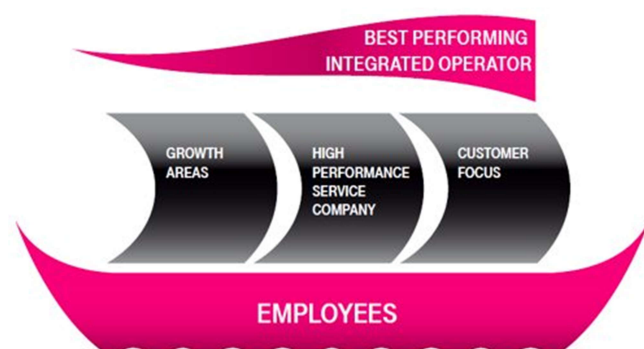 BEST PERFORMING
INTEGRATED OPERATOR
GROWTH
AREAS
HIGH
PERFORMANCE
SERVICE
COMPANY
CUSTOMER
FOCUS
EMPLOYEES